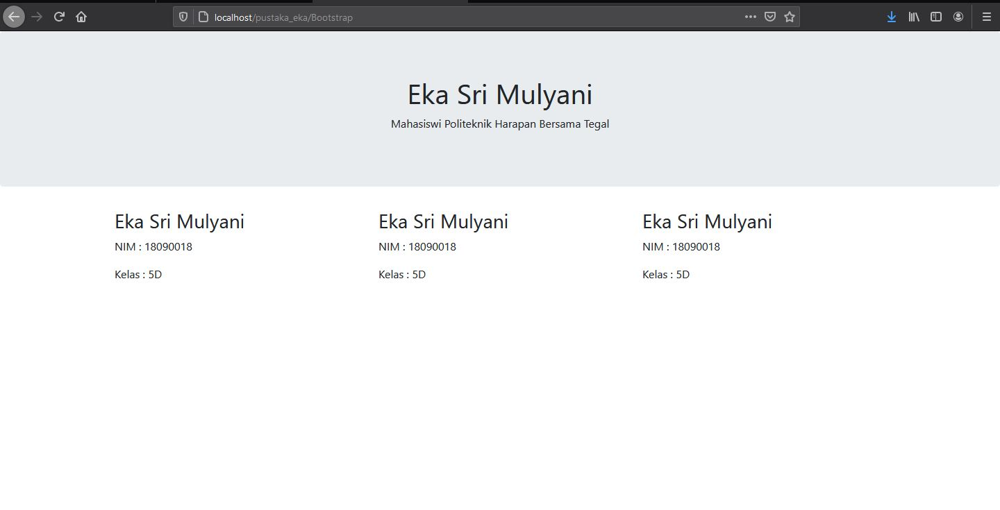 localhost/pustaka_eka/Bootstrap
Eka Sri Mulyani
Mahasiswi Politeknik Harapan Bersama Tegal
Eka Sri Mulyani
NIM : 18090018
Kelas : 5D
Eka Sri Mulyani
NIM : 18090018
Kelas : 5D
Eka Sri Mulyani
NIM : 18090018
Kelas : 5D